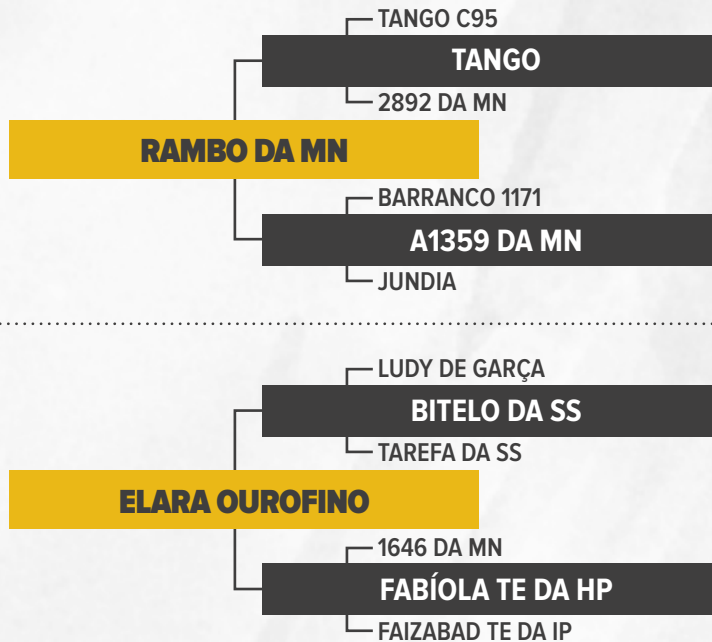 TANGO C95
TANGO
2892 DA MN
RAMBO DA MN
BARRANCO 1171
A1359 DA MN
JUNDIA
LUDY DE GARÇA
BITELO DA SS
TAREFA DA SS
ELARA OUROFINO
1646 DA MN
FABÍOLA TE DA HP
FAIZABAD TE DA IP